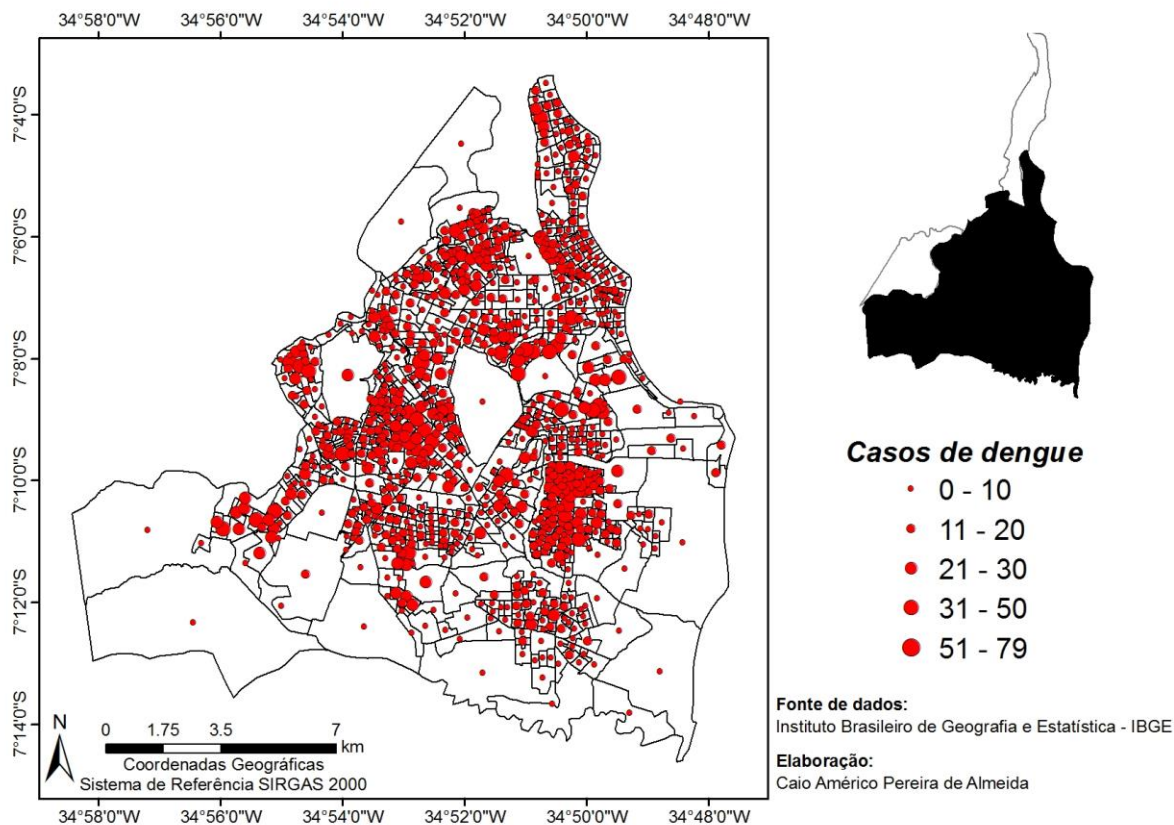 34°58'0"W 34°56'0"W 34°54'0"W 34°52'0"W 34°50'0"W 34°48'0"W
7°4'0"S
7°6'0"S
7°8'0"S
7°10'0"S
7°12'0"S
7°14'0"S
N
0 1.75 3.5 7
km
Coordenadas Geográficas
Sistema de Referência SIRGAS 2000
34°58'0"W 34°56'0"W 34°54'0"W 34°52'0"W 34°50'0"W 34°48'0"W
Casos de dengue
0 - 10
11 - 20
21 - 30
31 - 50
51 - 79
Fonte de dados:
Instituto Brasileiro de Geografia e Estatística - IBGE
Elaboração:
Caio Américo Pereira de Almeida